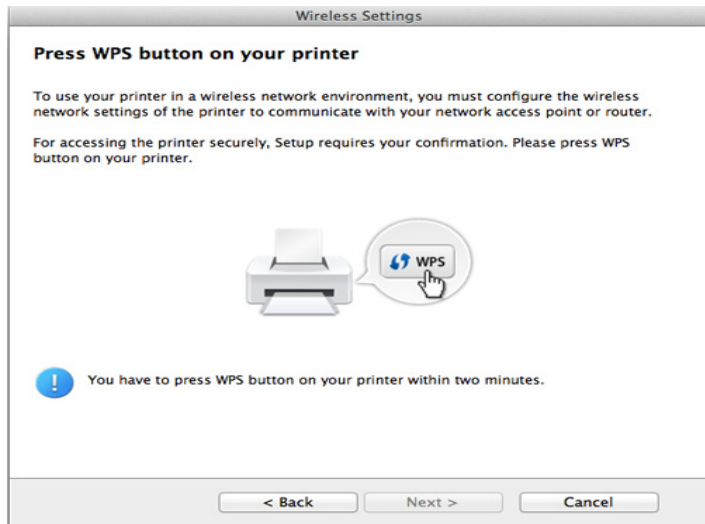 Wireless Settings
Press WPS button on your printer
To use your printer in a wireless network environment, you must configure the wireless
network settings of the printer to communicate with your network access point or router.
For accessing the printer securely, Setup requires your confirmation. Please press WPS
button on your printer.
WPS
You have to press WPS button on your printer within two minutes.
< Back
Next >
Cancel